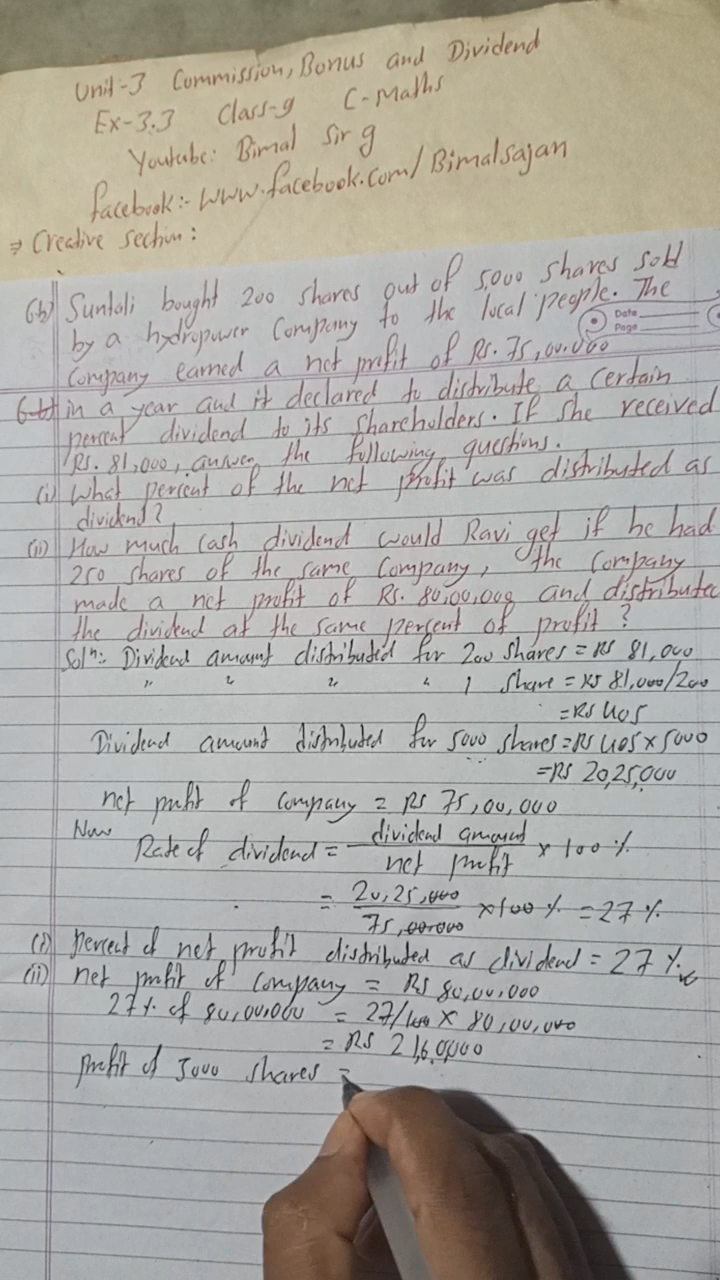 Unit-3 Commission, Bonus and Dividend
Ex-3.3 Class-9 C-Maths
Youtube: Bimal Sir g
facebook:- www.facebook.com/Bimalsajan
⇒ Creative section:
6b) Suntali bought 200 shares out of 5,000 shares sold
by a hydropower Company to the local people. The
Date
Page
Company earned a net profit of Rs. 75,00,000
in a year and it declared to distribute a certain
percent dividend to its shareholders. If she received
Rs. 81,000, answer the following questions.
(i) What percent of the net profit was distributed as
dividend?
(ii) How much cash dividend would Ravi get if he had
250 shares of the same Company, the Company
made a net profit of Rs. 80,00,000 and distributed
the dividend at the same percent of profit?
Solⁿ: Dividend amount distributed for 200 shares = RS 81,000
" " " " 1 share = RS 81,000/200
= RS 405
Dividend amount distributed for 5000 shares = RS 405 × 5000
= RS 20,25,000
net profit of Company = RS 75,00,000
Now
Rate of dividend = dividend amount / net profit × 100 %
= 20,25,000 / 75,00,000 × 100 % = 27 %
(i) percent of net profit distributed as dividend = 27 %
(ii) net profit of Company = RS 80,00,000
27% of 80,00,000 = 27/100 × 80,00,000
= RS 21,60,000
profit of 5000 shares =